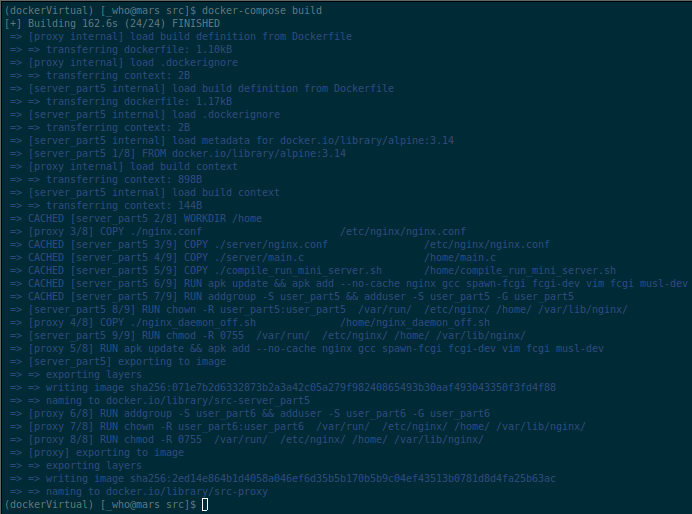 (dockerVirtual) [_who@mars src]$ docker-compose build
[+] Building 162.6s (24/24) FINISHED
=> [proxy internal] load build definition from Dockerfile
=> => transferring dockerfile: 1.10kB
=> [proxy internal] load .dockerignore
=> => transferring context: 2B
=> [server_part5 internal] load build definition from Dockerfile
=> => transferring dockerfile: 1.17kB
=> [server_part5 internal] load .dockerignore
=> => transferring context: 2B
=> [server_part5 internal] load metadata for docker.io/library/alpine:3.14
=> [server_part5 1/8] FROM docker.io/library/alpine:3.14
=> [proxy internal] load build context
=> => transferring context: 898B
=> [server_part5 internal] load build context
=> => transferring context: 144B
=> CACHED [server_part5 2/8] WORKDIR /home
=> [proxy 3/8] COPY ./nginx.conf /etc/nginx/nginx.conf
=> CACHED [server_part5 3/9] COPY ./server/nginx.conf /etc/nginx/nginx.conf
=> CACHED [server_part5 4/9] COPY ./server/main.c /home/main.c
=> CACHED [server_part5 5/9] COPY ./compile_run_mini_server.sh /home/compile_run_mini_server.sh
=> CACHED [server_part5 6/9] RUN apk update && apk add --no-cache nginx gcc spawn-fcgi fcgi-dev vim fcgi musl-dev
=> CACHED [server_part5 7/9] RUN addgroup -S user_part5 && adduser -S user_part5 -G user_part5
=> [server_part5 8/9] RUN chown -R user_part5:user_part5 /var/run/ /etc/nginx/ /home/ /var/lib/nginx/
=> [proxy 4/8] COPY ./nginx_daemon_off.sh /home/nginx_daemon_off.sh
=> [server_part5 9/9] RUN chmod -R 0755 /var/run/ /etc/nginx/ /home/ /var/lib/nginx/
=> [proxy 5/8] RUN apk update && apk add --no-cache nginx gcc spawn-fcgi fcgi-dev vim fcgi musl-dev
=> [server_part5] exporting to image
=> => exporting layers
=> => writing image sha256:071e7b2d6332873b2a3a42c05a279f98240865493b30aaf493043350f3fd4f88
=> => naming to docker.io/library/src-server_part5
=> [proxy 6/8] RUN addgroup -S user_part6 && adduser -S user_part6 -G user_part6
=> [proxy 7/8] RUN chown -R user_part6:user_part6 /var/run/ /etc/nginx/ /home/ /var/lib/nginx/
=> [proxy 8/8] RUN chmod -R 0755 /var/run/ /etc/nginx/ /home/ /var/lib/nginx/
=> [proxy] exporting to image
=> => exporting layers
=> => writing image sha256:2ed14e864b1d4058a046ef6d35b5b170b5b9c04ef43513b0781d8d4fa25b63ac
=> => naming to docker.io/library/src-proxy
(dockerVirtual) [_who@mars src]$